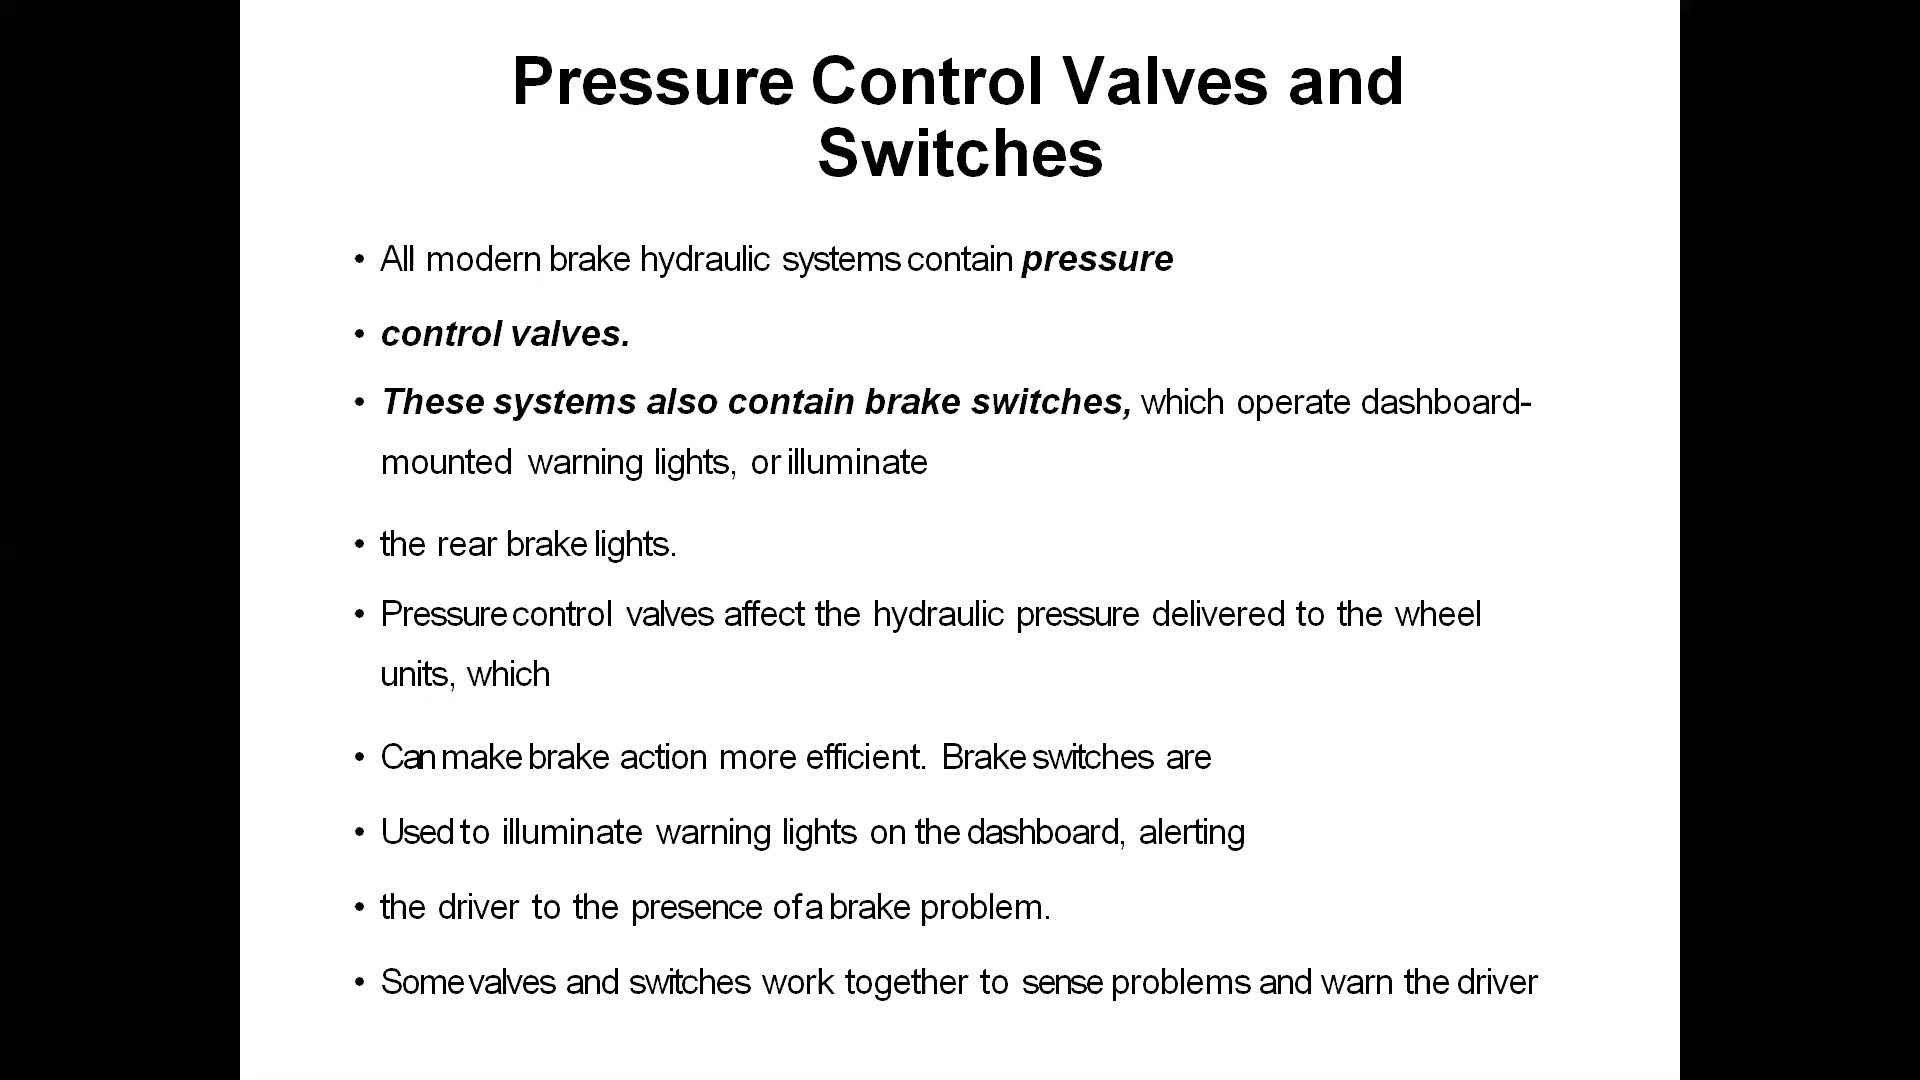 Pressure Control Valves and
Switches
• All modern brake hydraulic systems contain pressure
• control valves.
• These systems also contain brake switches, which operate dashboard-
mounted warning lights, or illuminate
• the rear brake lights.
• Pressure control valves affect the hydraulic pressure delivered to the wheel
units, which
• Can make brake action more efficient. Brake switches are
• Used to illuminate warning lights on the dashboard, alerting
• the driver to the presence of a brake problem.
• Some valves and switches work together to sense problems and warn the driver